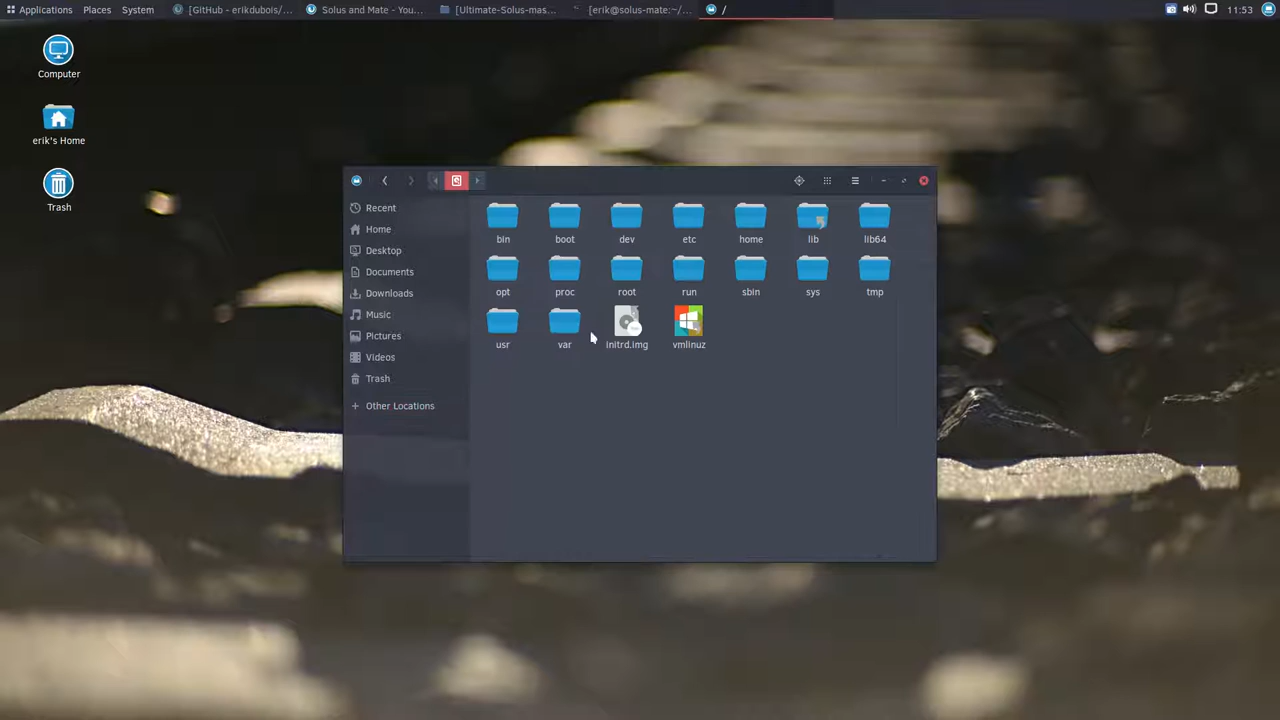 Applications Places System [GitHub - erikdubois/... Solus and Mate - You... [Ultimate-Solus-mas... [erik@solus-mate:~/... / 11:53
Computer
erik's Home
Trash
Recent
Home
Desktop
Documents
Downloads
Music
Pictures
Videos
Trash
Other Locations
bin boot dev etc home lib lib64
opt proc root run sbin sys tmp
usr var initrd.img vmlinuz